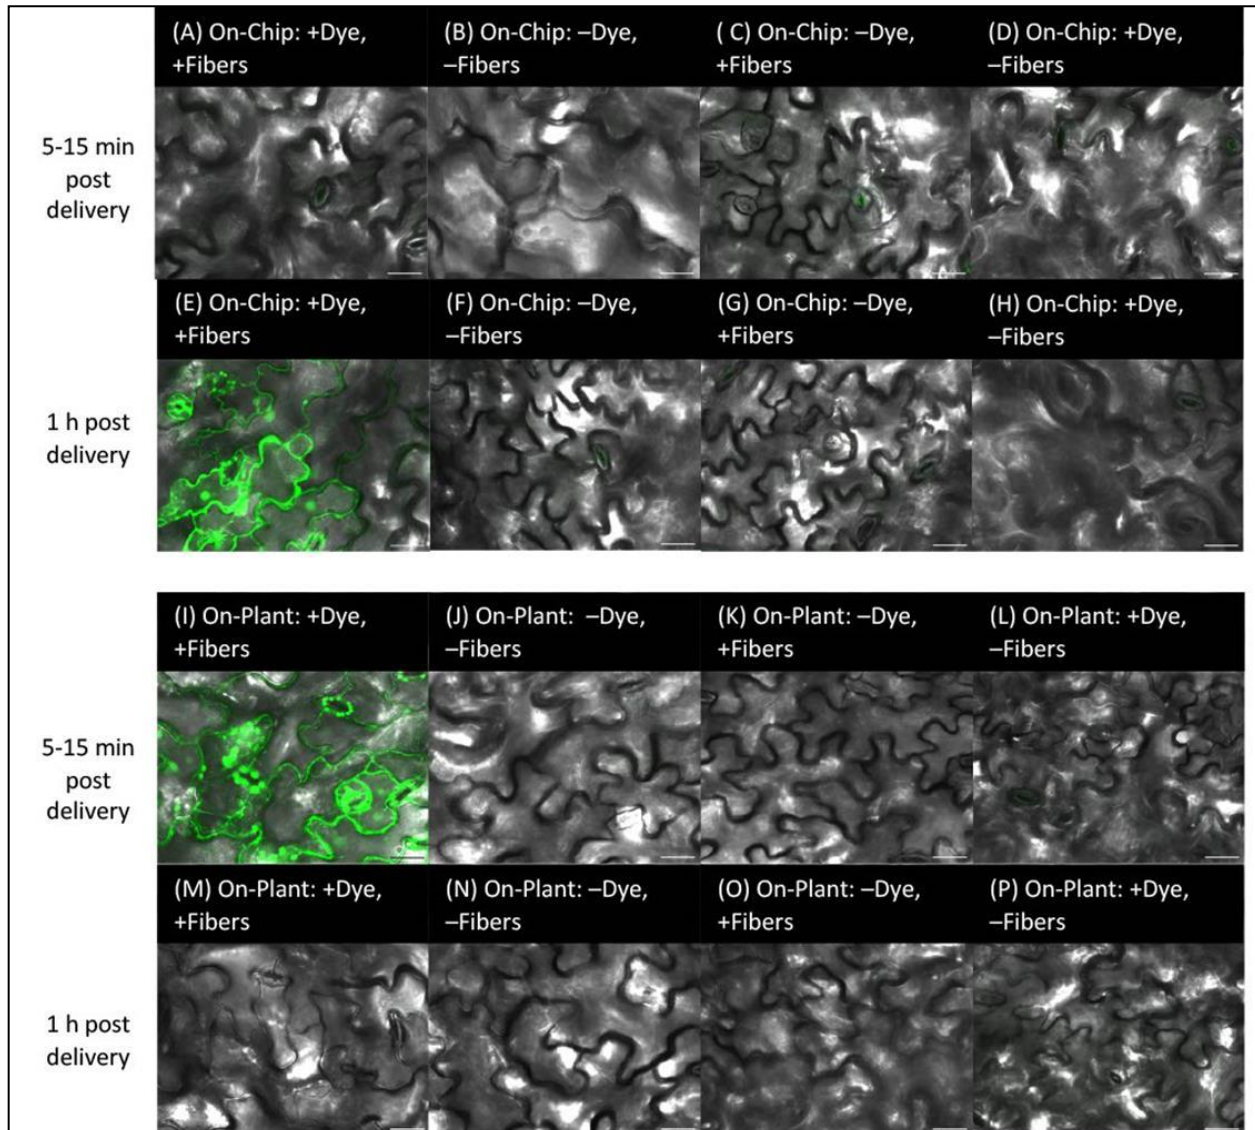 (A) On-Chip: +Dye,
+Fibers
(B) On-Chip: –Dye,
–Fibers
( C) On-Chip: –Dye,
+Fibers
(D) On-Chip: +Dye,
–Fibers
5-15 min
post
delivery
(E) On-Chip: +Dye,
+Fibers
(F) On-Chip: –Dye,
–Fibers
(G) On-Chip: –Dye,
+Fibers
(H) On-Chip: +Dye,
–Fibers
1 h post
delivery
(I) On-Plant: +Dye,
+Fibers
(J) On-Plant: –Dye,
–Fibers
(K) On-Plant: –Dye,
+Fibers
(L) On-Plant: +Dye,
–Fibers
5-15 min
post
delivery
(M) On-Plant: +Dye,
+Fibers
(N) On-Plant: –Dye,
–Fibers
(O) On-Plant: –Dye,
+Fibers
(P) On-Plant: +Dye,
–Fibers
1 h post
delivery